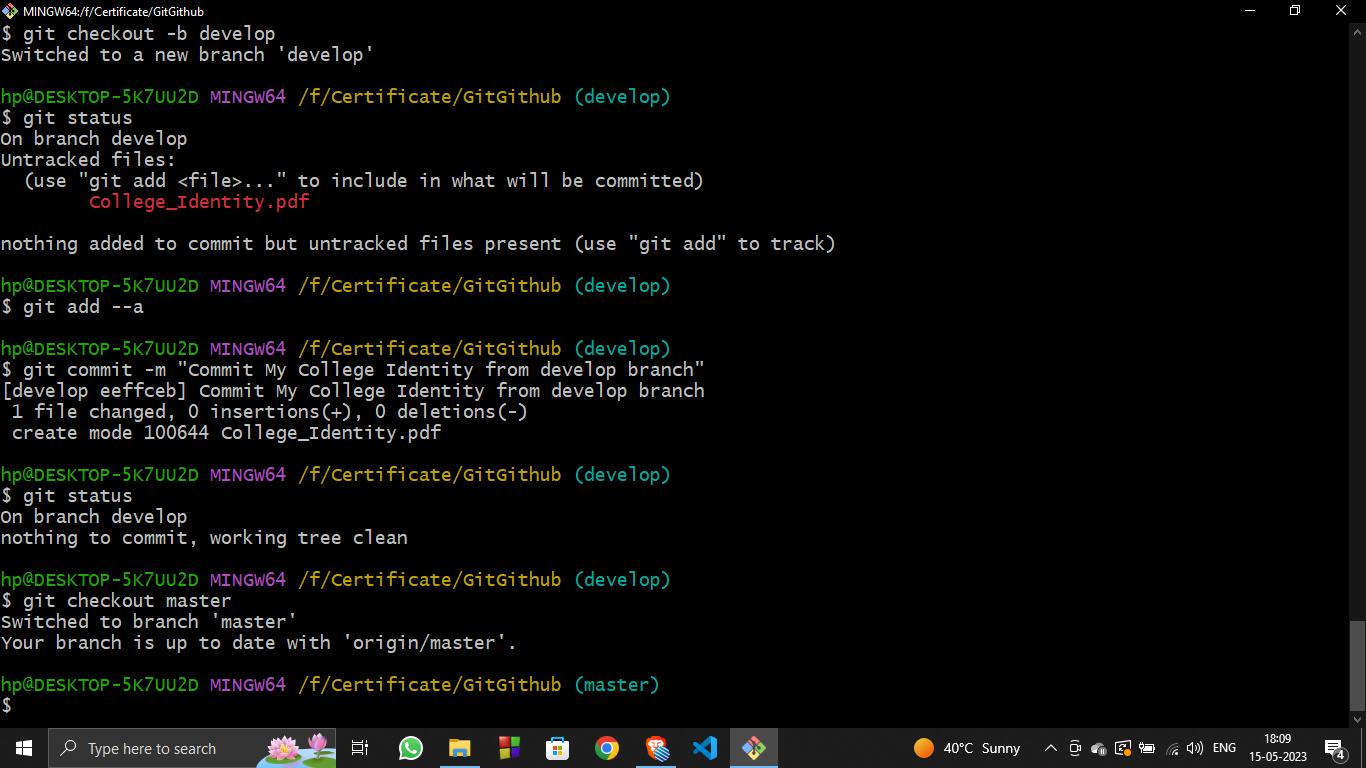 MINGW64:/f/Certificate/GitGithub
$ git checkout -b develop
Switched to a new branch 'develop'
hp@DESKTOP-5K7UU2D MINGW64 /f/Certificate/GitGithub (develop)
$ git status
On branch develop
Untracked files:
(use "git add <file>..." to include in what will be committed)
College_Identity.pdf
nothing added to commit but untracked files present (use "git add" to track)
hp@DESKTOP-5K7UU2D MINGW64 /f/Certificate/GitGithub (develop)
$ git add --a
hp@DESKTOP-5K7UU2D MINGW64 /f/Certificate/GitGithub (develop)
$ git commit -m "Commit My College Identity from develop branch"
[develop eeffceb] Commit My College Identity from develop branch
1 file changed, 0 insertions(+), 0 deletions(-)
create mode 100644 College_Identity.pdf
hp@DESKTOP-5K7UU2D MINGW64 /f/Certificate/GitGithub (develop)
$ git status
On branch develop
nothing to commit, working tree clean
hp@DESKTOP-5K7UU2D MINGW64 /f/Certificate/GitGithub (develop)
$ git checkout master
Switched to branch 'master'
Your branch is up to date with 'origin/master'.
hp@DESKTOP-5K7UU2D MINGW64 /f/Certificate/GitGithub (master)
$
Type here to search
40°C Sunny
ENG
18:09
15-05-2023
4